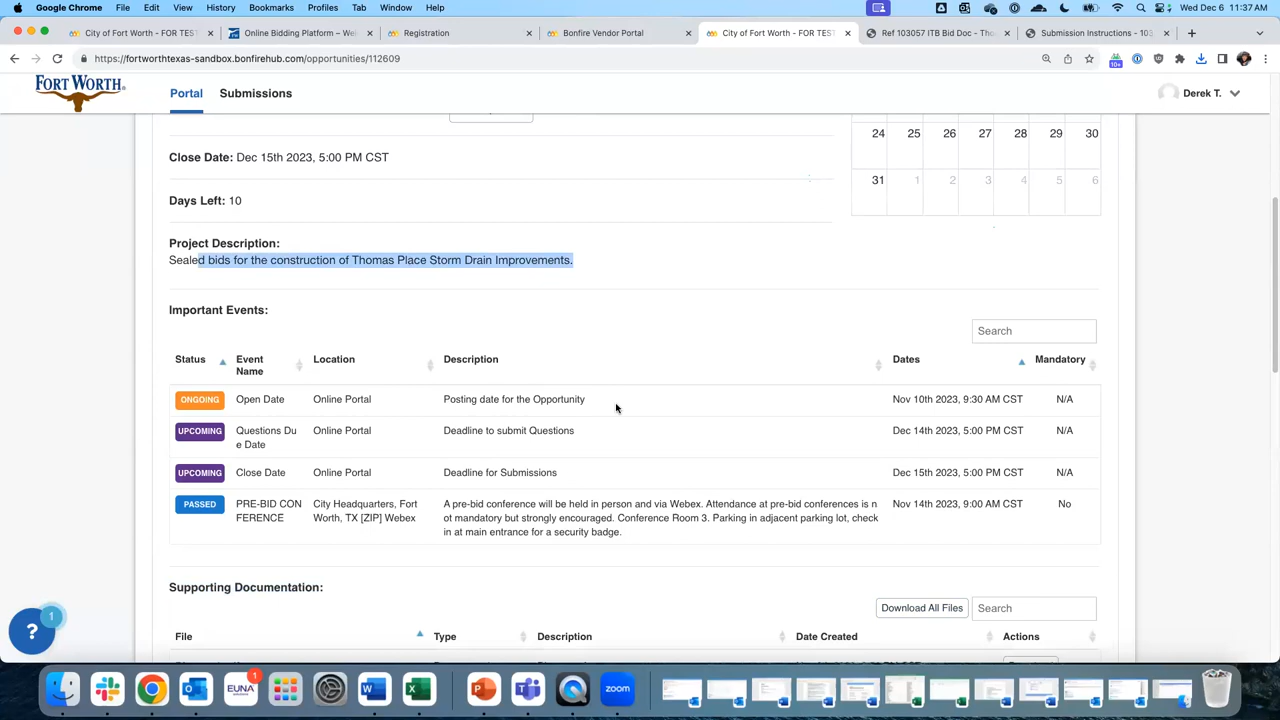 Google Chrome File Edit View History Bookmarks Profiles Tab Window Help Wed Dec 6 11:37 AM
City of Fort Worth - FOR TEST Online Bidding Platform – Wel Registration Bonfire Vendor Portal City of Fort Worth - FOR TEST Ref 103057 ITB Bid Doc - Tho Submission Instructions - 103
https://fortworthtexas-sandbox.bonfirehub.com/opportunities/112609
10+
FORT WORTH
Portal Submissions Derek T.
24 25 26 27 28 29 30
Close Date: Dec 15th 2023, 5:00 PM CST
31 1 2 3 4 5 6
Days Left: 10
Project Description:
Sealed bids for the construction of Thomas Place Storm Drain Improvements.
Important Events:
Search
Status Event Name Location Description Dates Mandatory
ONGOING Open Date Online Portal Posting date for the Opportunity Nov 10th 2023, 9:30 AM CST N/A
UPCOMING Questions Du Online Portal Deadline to submit Questions Dec 14th 2023, 5:00 PM CST N/A
e Date
UPCOMING Close Date Online Portal Deadline for Submissions Dec 15th 2023, 5:00 PM CST N/A
PASSED PRE-BID CON City Headquarters, Fort A pre-bid conference will be held in person and via Webex. Attendance at pre-bid conferences is n Nov 14th 2023, 9:00 AM CST No
FERENCE Worth, TX [ZIP] Webex ot mandatory but strongly encouraged. Conference Room 3. Parking in adjacent parking lot, check
in at main entrance for a security badge.
Supporting Documentation:
Download All Files Search
File Type Description Date Created Actions
? 1
EUNA 1 zoom